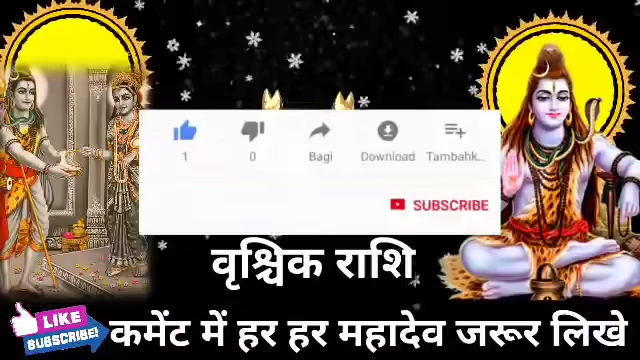 1 0 Bagi Download Tambahk...
SUBSCRIBE
वृश्चिक राशि
LIKE
SUBSCRIBE!
कमेंट में हर हर महादेव जरूर लिखे